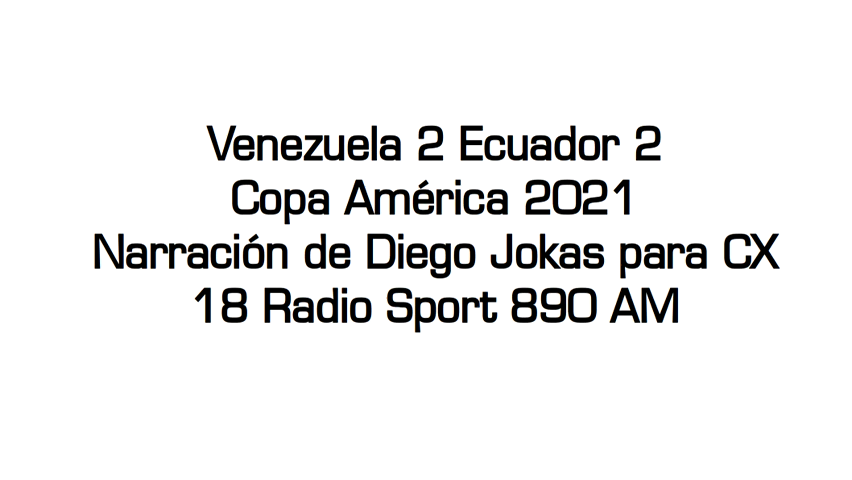 Venezuela 2 Ecuador 2
Copa América 2021
Narración de Diego Jokas para CX
18 Radio Sport 890 AM